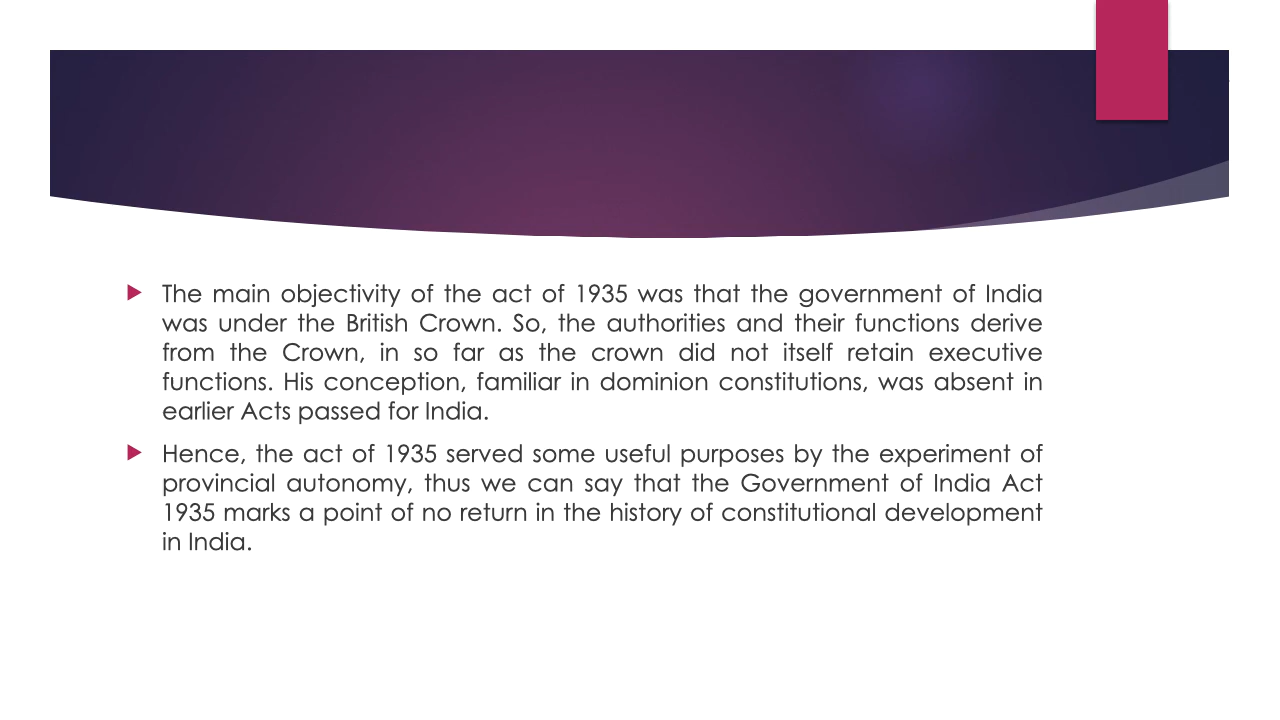 The main objectivity of the act of 1935 was that the government of India
was under the British Crown. So, the authorities and their functions derive
from the Crown, in so far as the crown did not itself retain executive
functions. His conception, familiar in dominion constitutions, was absent in
earlier Acts passed for India.
Hence, the act of 1935 served some useful purposes by the experiment of
provincial autonomy, thus we can say that the Government of India Act
1935 marks a point of no return in the history of constitutional development
in India.